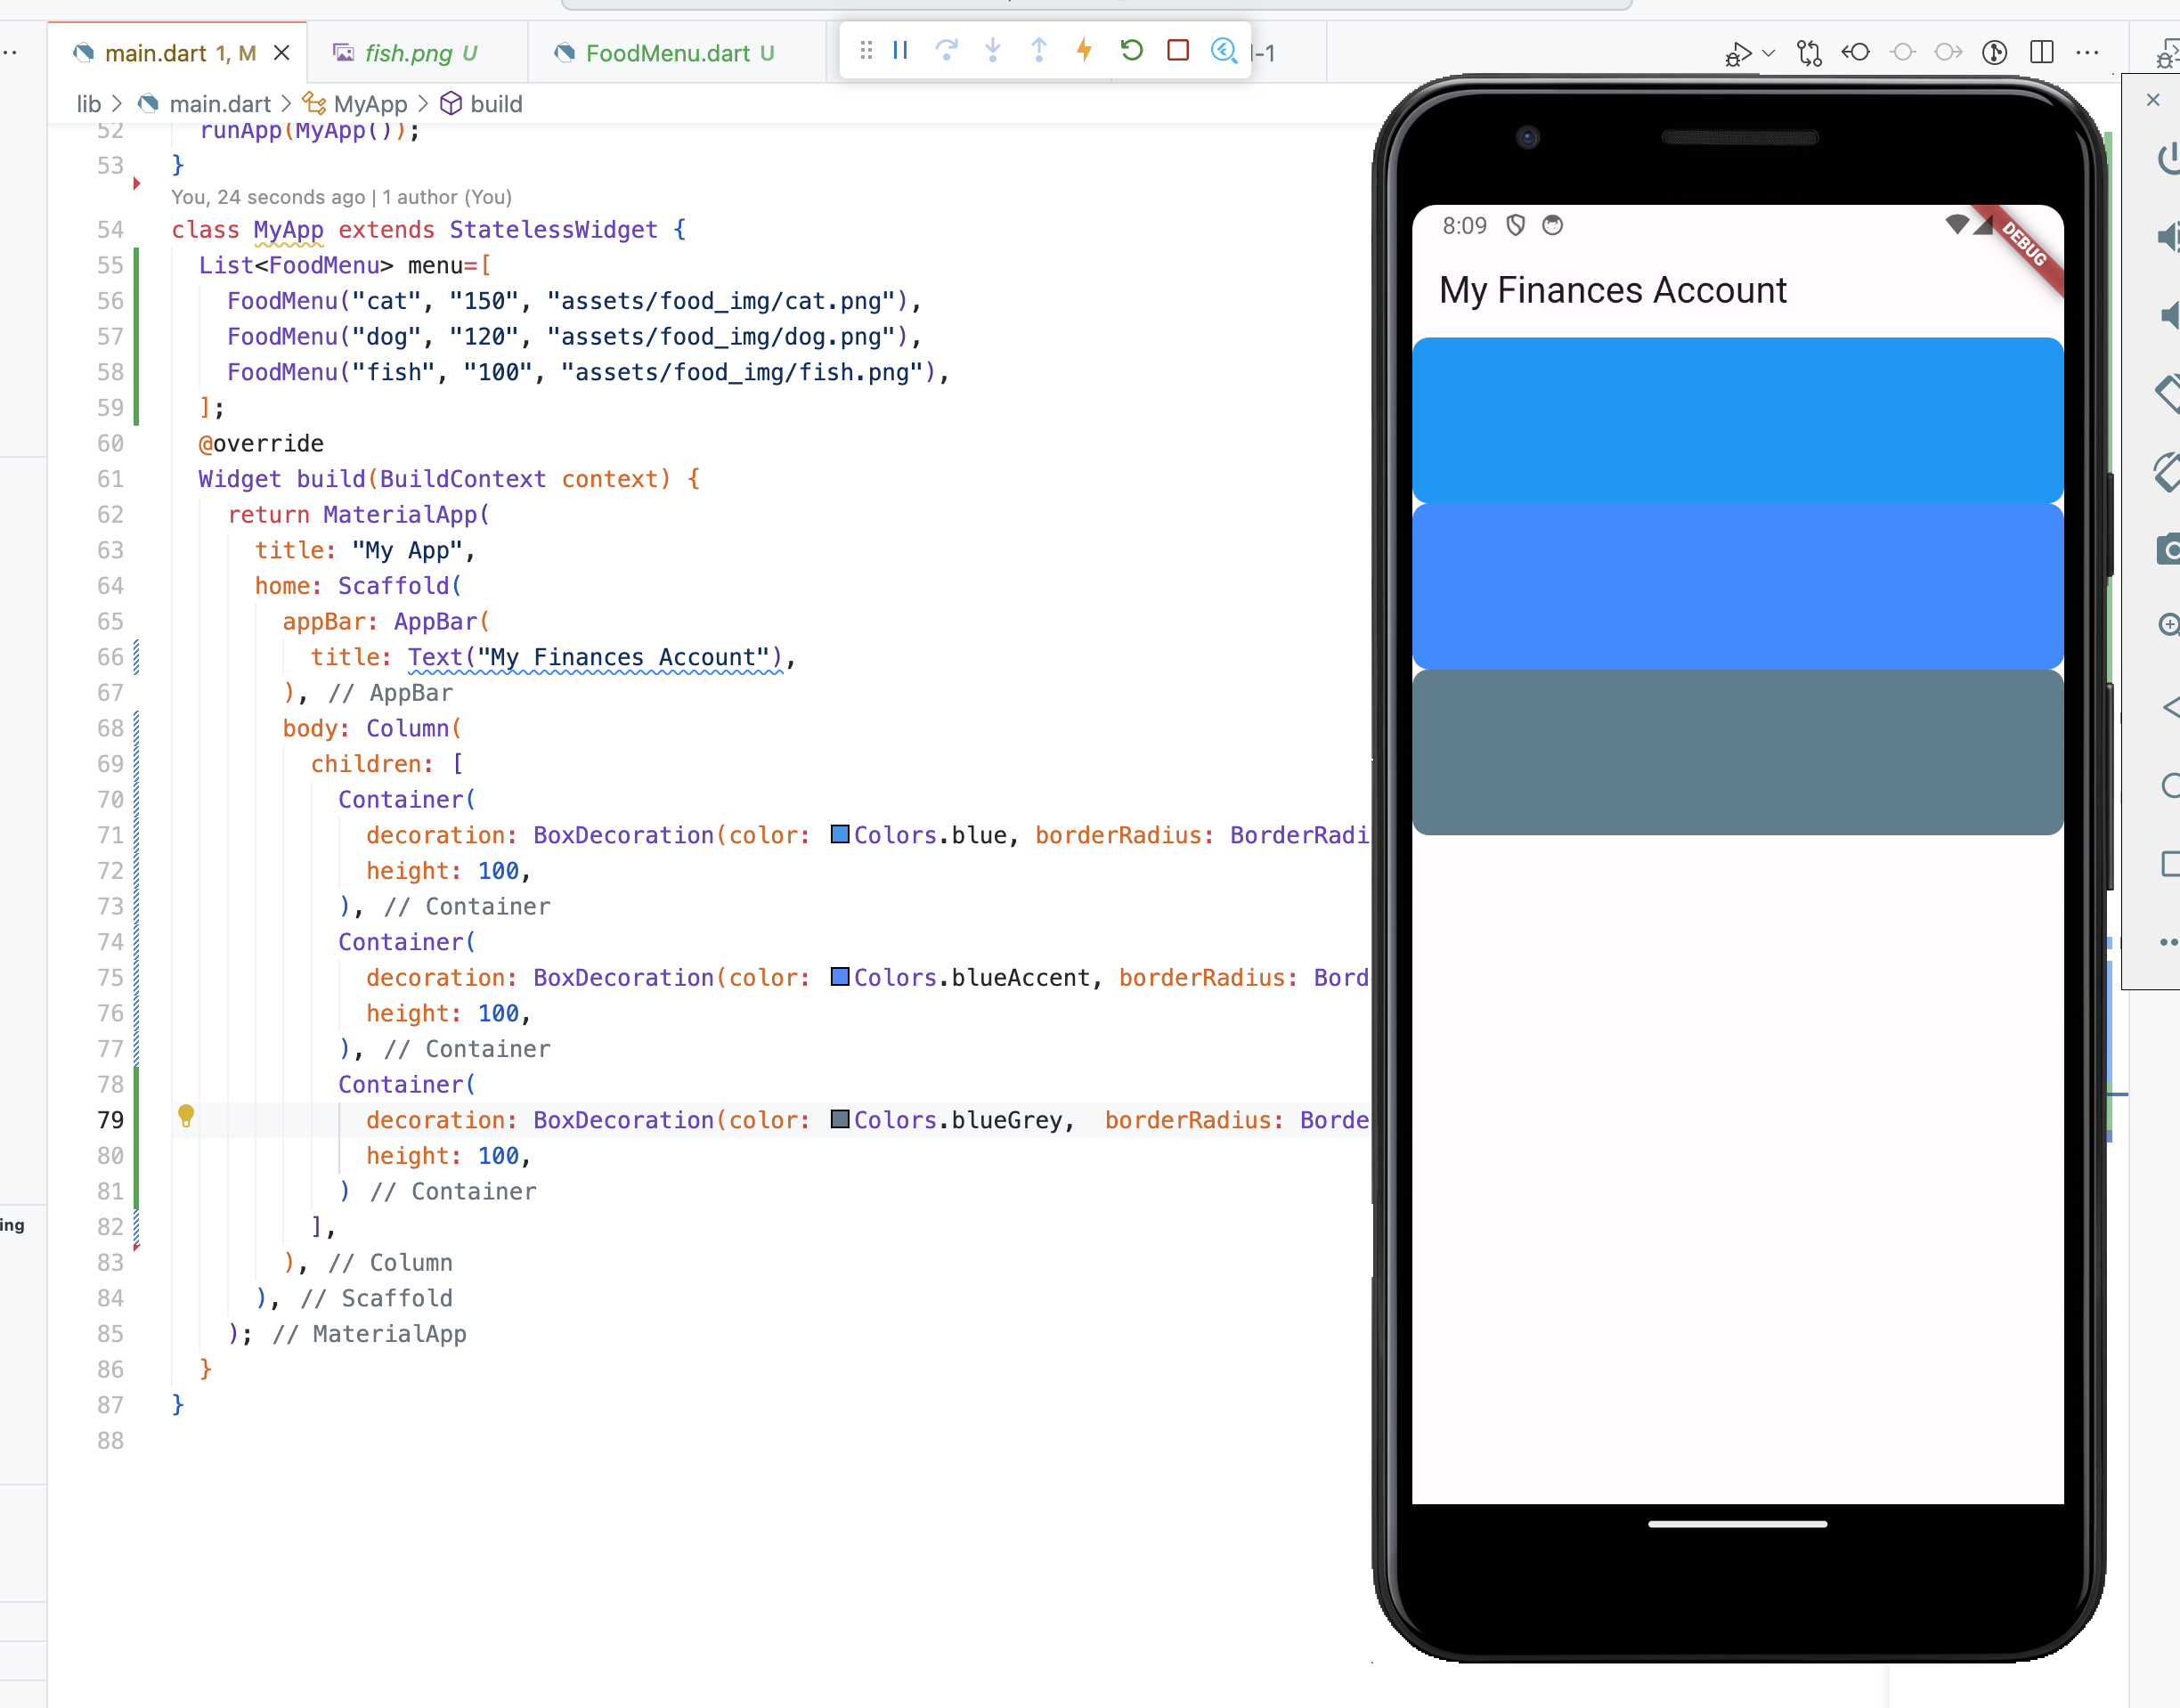 main.dart 1, M
fish.png U
FoodMenu.dart U
l-1
lib > main.dart > MyApp > build
52 runApp(MyApp());
53 }
You, 24 seconds ago | 1 author (You)
54 class MyApp extends StatelessWidget {
55 List<FoodMenu> menu=[
56 FoodMenu("cat", "150", "assets/food_img/cat.png"),
57 FoodMenu("dog", "120", "assets/food_img/dog.png"),
58 FoodMenu("fish", "100", "assets/food_img/fish.png"),
59 ];
60 @override
61 Widget build(BuildContext context) {
62 return MaterialApp(
63 title: "My App",
64 home: Scaffold(
65 appBar: AppBar(
66 title: Text("My Finances Account"),
67 ), // AppBar
68 body: Column(
69 children: [
70 Container(
71 decoration: BoxDecoration(color: Colors.blue, borderRadius: BorderRadi
72 height: 100,
73 ), // Container
74 Container(
75 decoration: BoxDecoration(color: Colors.blueAccent, borderRadius: Bord
76 height: 100,
77 ), // Container
78 Container(
79 decoration: BoxDecoration(color: Colors.blueGrey,  borderRadius: Borde
80 height: 100,
81 ) // Container
82 ],
83 ), // Column
84 ), // Scaffold
85 ); // MaterialApp
86 }
87 }
88
ing
8:09
DEBUG
My Finances Account